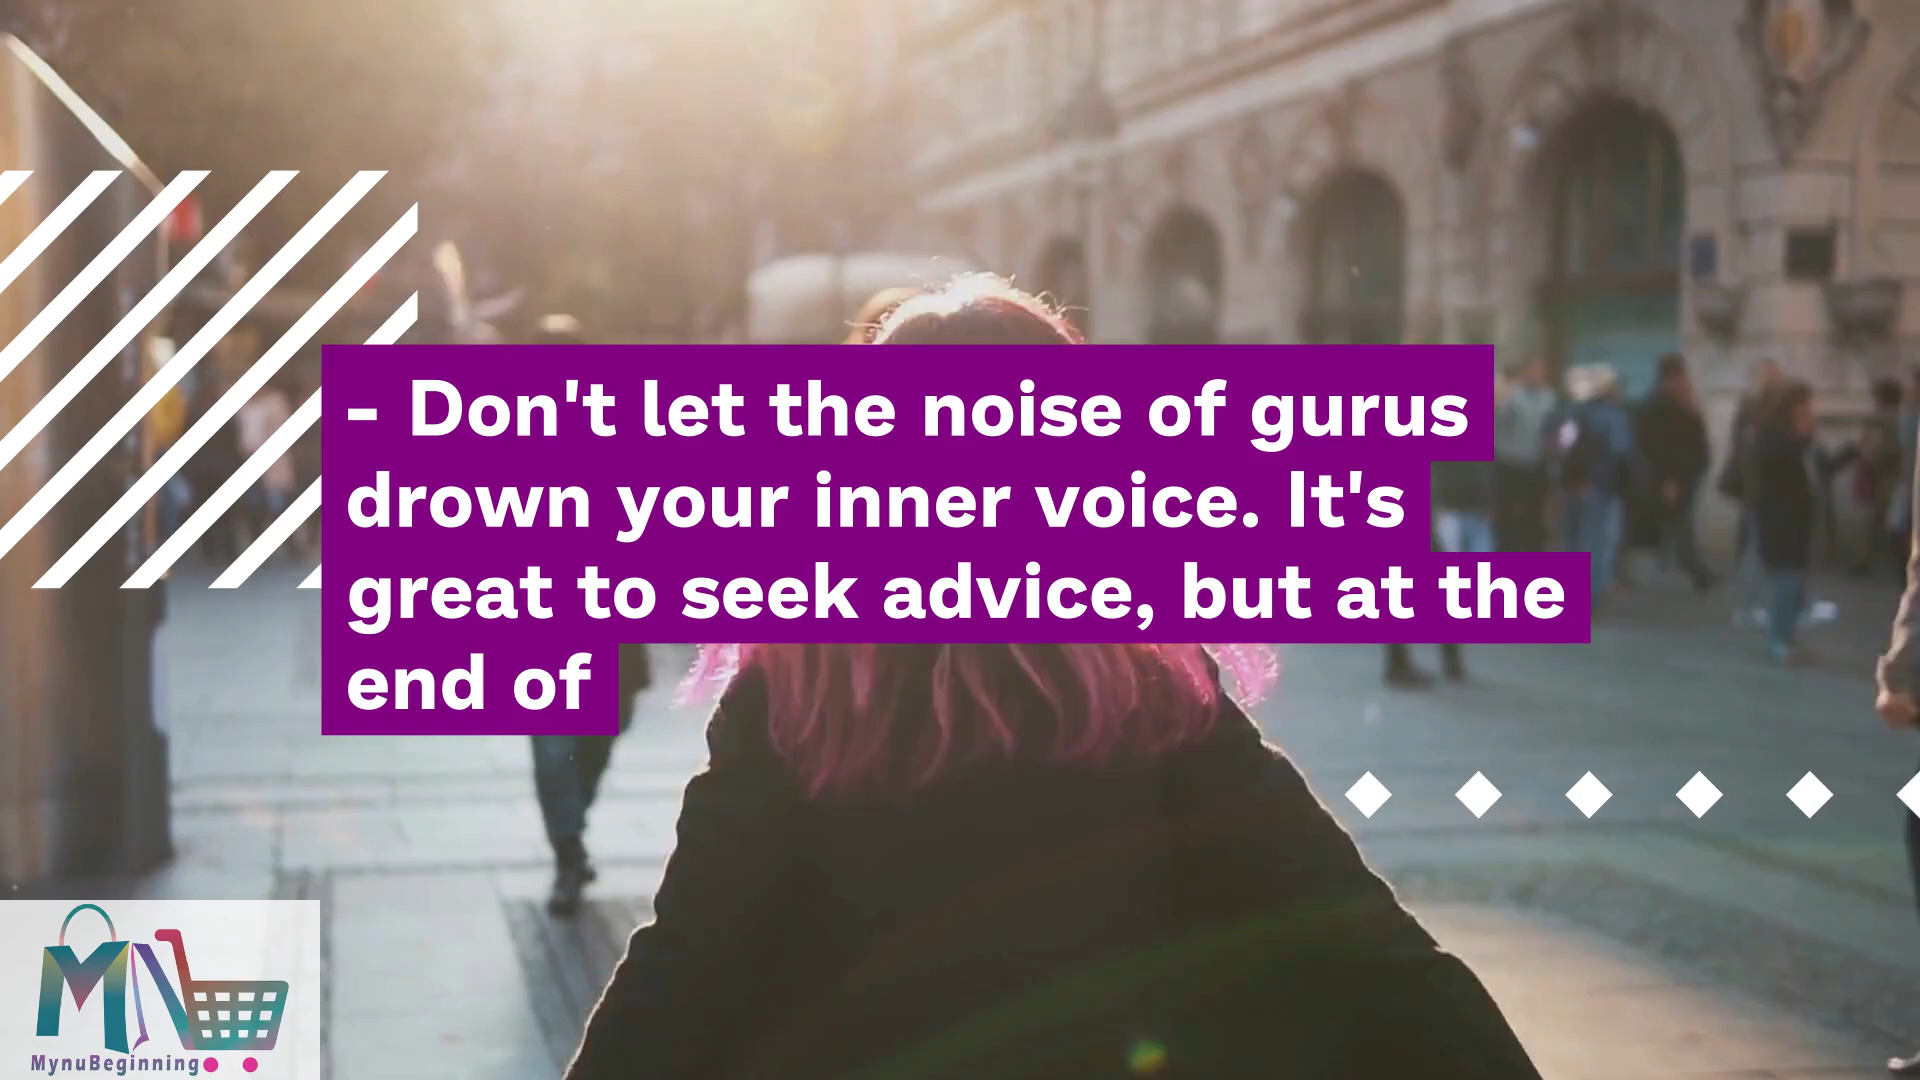 - Don't let the noise of gurus
drown your inner voice. It's
great to seek advice, but at the
end of
MN
MynuBeginning